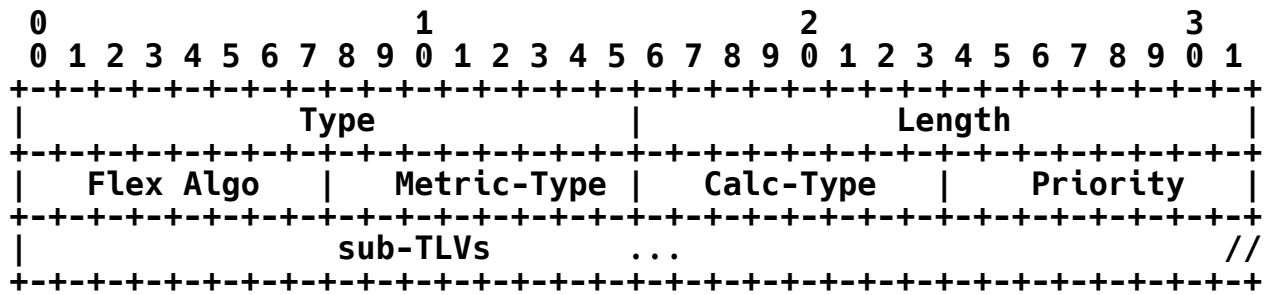 0                   1                   2                   3
 0 1 2 3 4 5 6 7 8 9 0 1 2 3 4 5 6 7 8 9 0 1 2 3 4 5 6 7 8 9 0 1
+-+-+-+-+-+-+-+-+-+-+-+-+-+-+-+-+-+-+-+-+-+-+-+-+-+-+-+-+-+-+-+-+
|              Type             |             Length            |
+-+-+-+-+-+-+-+-+-+-+-+-+-+-+-+-+-+-+-+-+-+-+-+-+-+-+-+-+-+-+-+-+
|   Flex Algo   |   Metric-Type |   Calc-Type   |    Priority   |
+-+-+-+-+-+-+-+-+-+-+-+-+-+-+-+-+-+-+-+-+-+-+-+-+-+-+-+-+-+-+-+-+
|                sub-TLVs       ...                            //
+-+-+-+-+-+-+-+-+-+-+-+-+-+-+-+-+-+-+-+-+-+-+-+-+-+-+-+-+-+-+-+-+